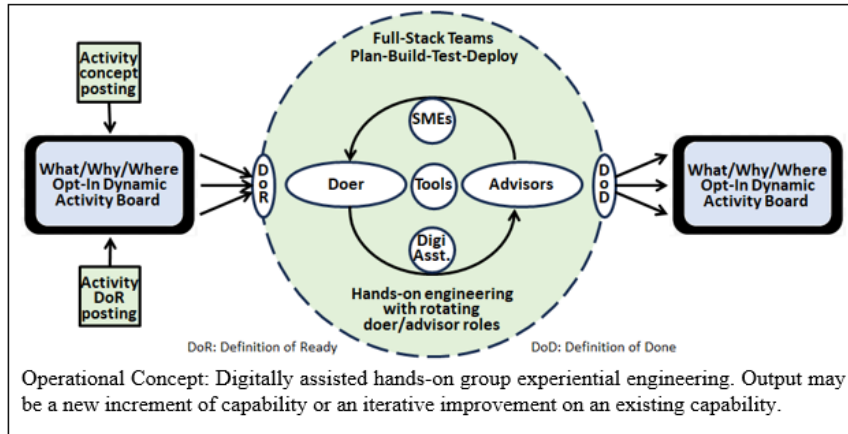 Activity
concept
posting
Full-Stack Teams
Plan-Build-Test-Deploy
SMEs
What/Why/Where
Opt-In Dynamic
Activity Board
D
o
R
Doer
Tools
Advisors
D
o
D
What/Why/Where
Opt-In Dynamic
Activity Board
Digi
Asst.
Activity
DoR
posting
Hands-on engineering
with rotating
doer/advisor roles
DoR: Definition of Ready
DoD: Definition of Done
Operational Concept: Digitally assisted hands-on group experiential engineering. Output may
be a new increment of capability or an iterative improvement on an existing capability.